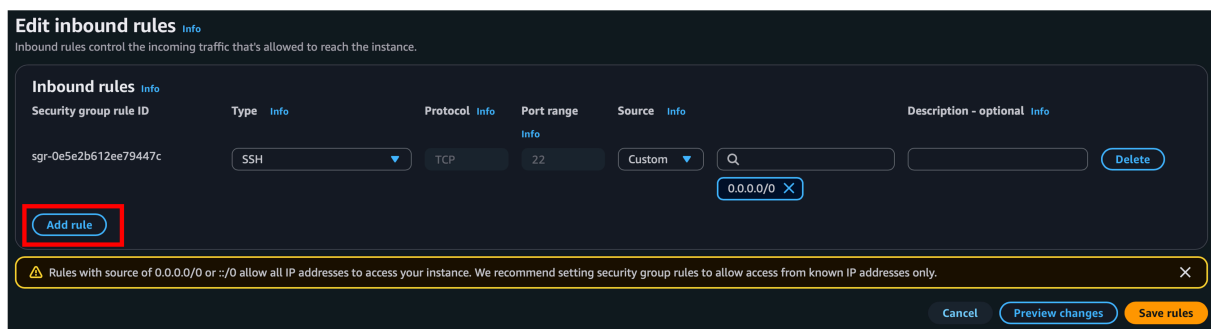 Edit inbound rules Info
Inbound rules control the incoming traffic that's allowed to reach the instance.
Inbound rules Info
Security group rule ID Type Info Protocol Info Port range Info Source Info Description - optional Info
sgr-0e5e2b612ee79447c SSH TCP 22 Custom Delete
0.0.0.0/0
Add rule
Rules with source of 0.0.0.0/0 or ::/0 allow all IP addresses to access your instance. We recommend setting security group rules to allow access from known IP addresses only.
Cancel Preview changes Save rules